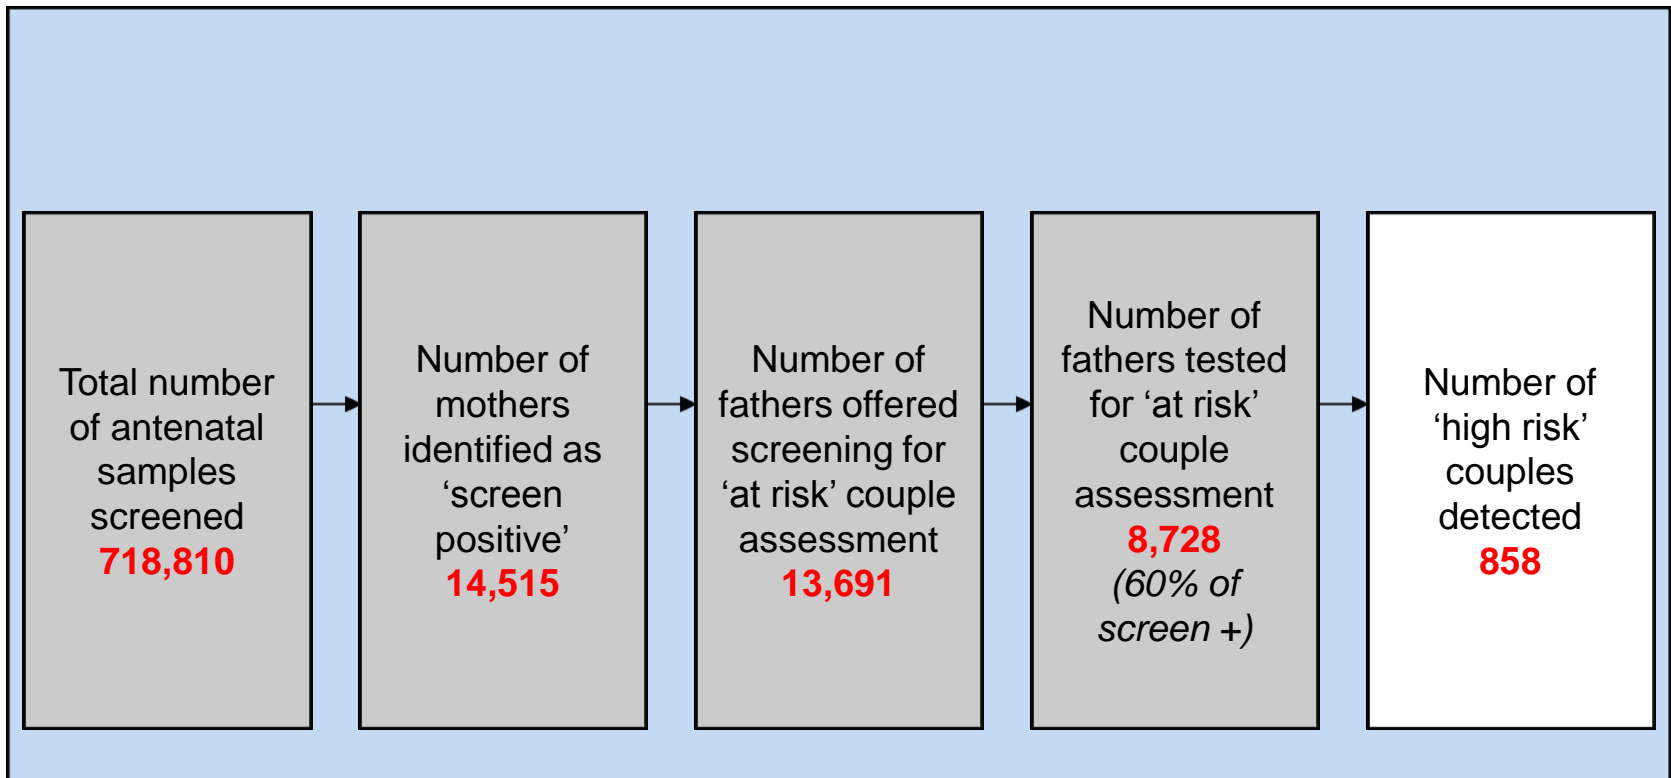 Total number
of antenatal
samples
screened
718,810
Number of
mothers
identified as
‘screen
positive’
14,515
Number of
fathers offered
screening for
‘at risk’ couple
assessment
13,691
Number of
fathers tested
for ‘at risk’
couple
assessment
8,728
(60% of
screen +)
Number of
‘high risk’
couples
detected
858